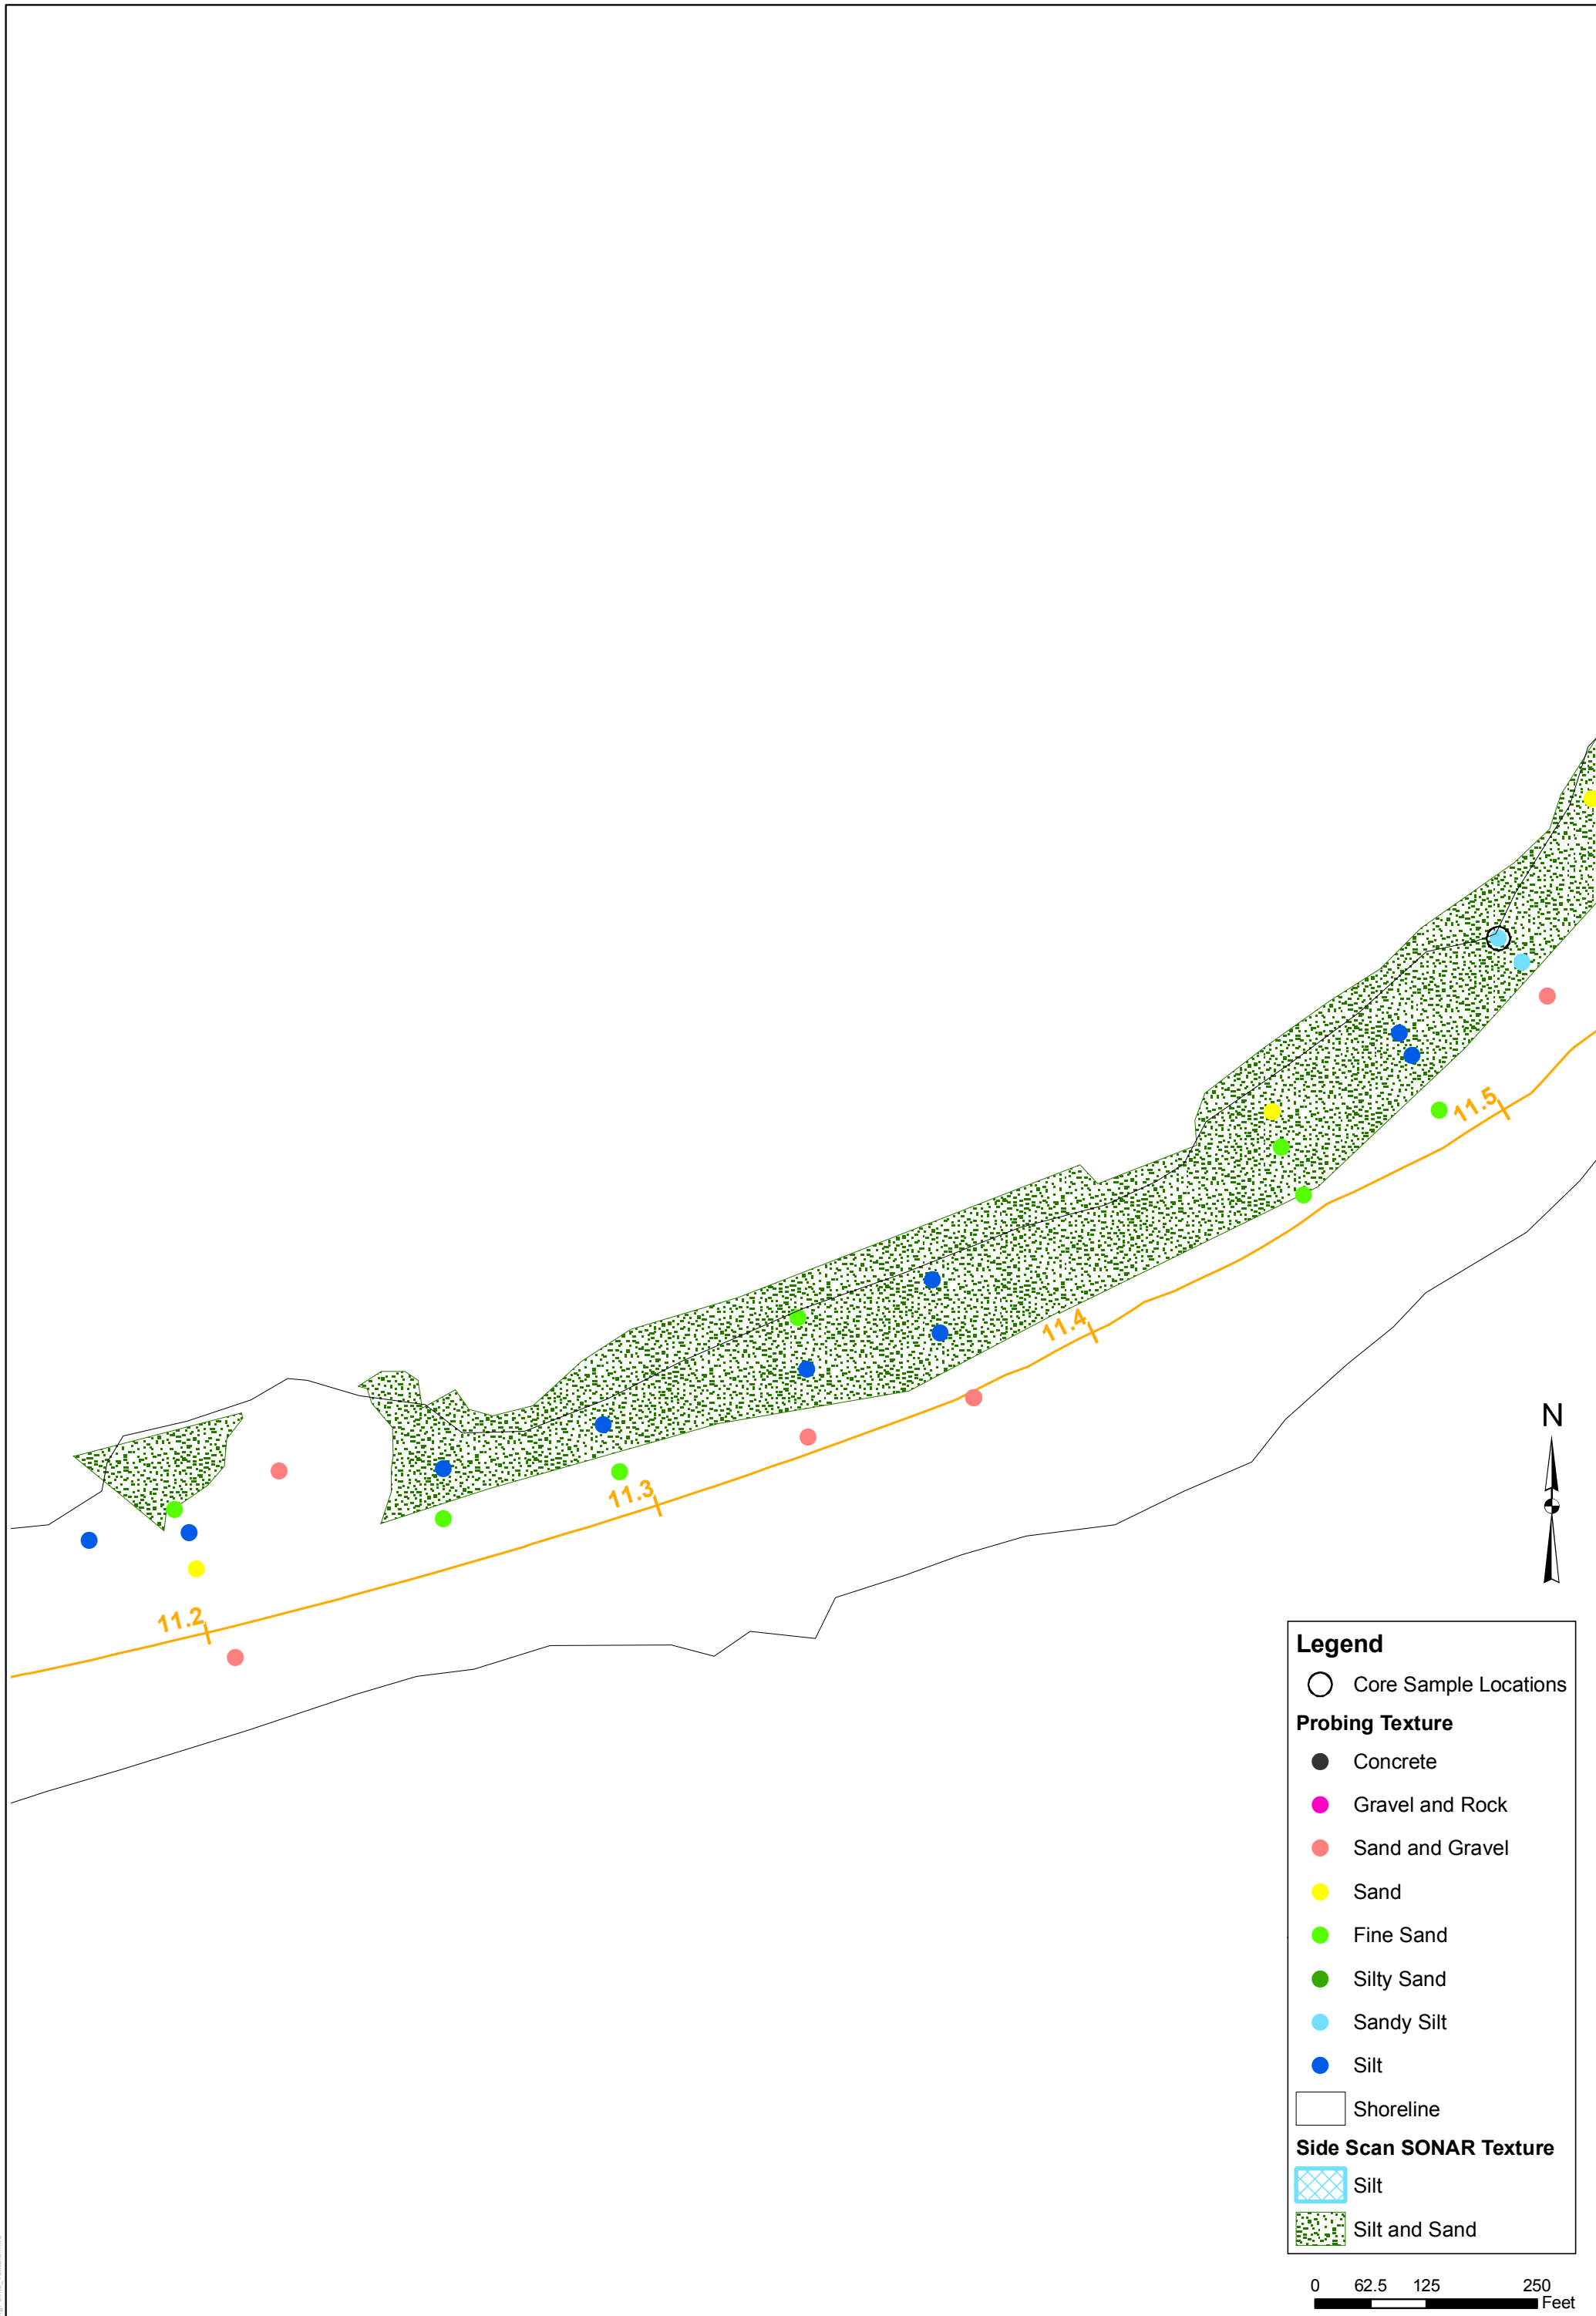 11.5
11.4
11.3
11.2
N
Legend
Core Sample Locations
Probing Texture
Concrete
Gravel and Rock
Sand and Gravel
Sand
Fine Sand
Silty Sand
Sandy Silt
Silt
Shoreline
Side Scan SONAR Texture
Silt
Silt and Sand
0 62.5 125 250
Feet